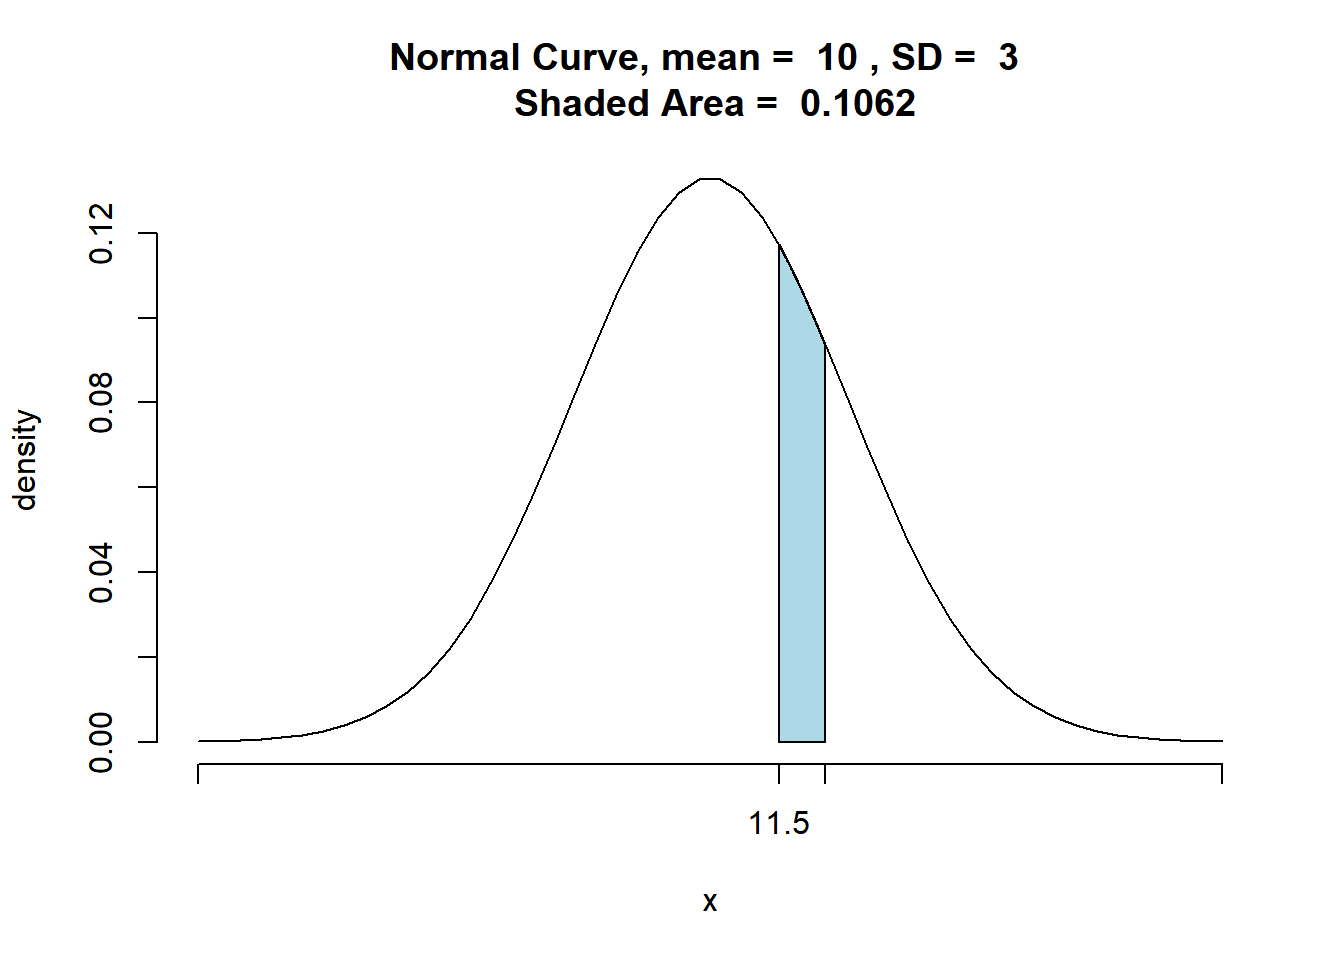 Normal Curve, mean =  10 , SD =  3
Shaded Area =  0.1062
density
0.12
0.08
0.04
0.00
11.5
x